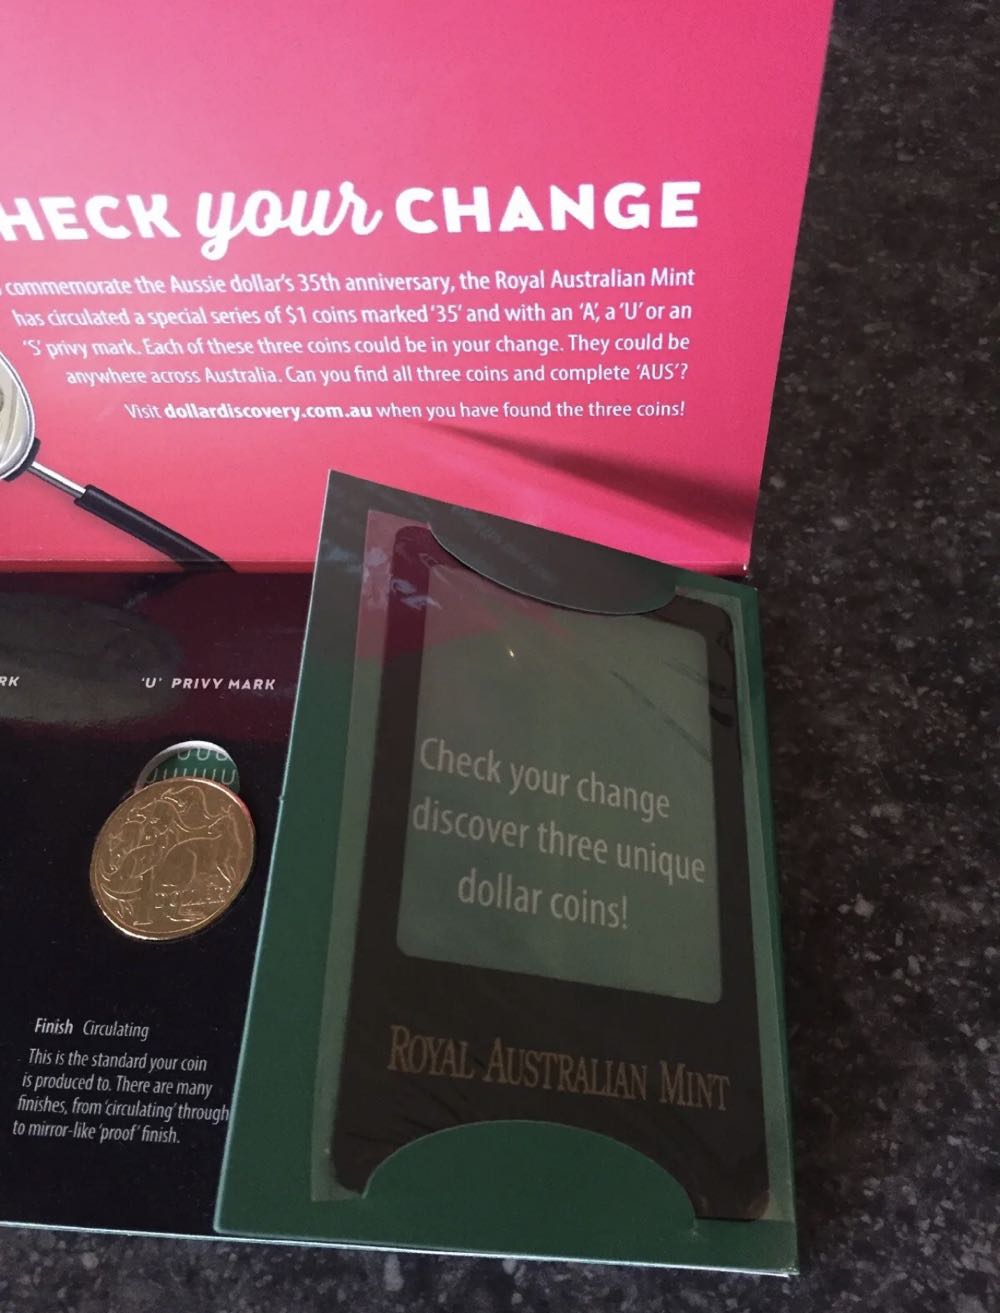 HECK your CHANGE
commemorate the Aussie dollar's 35th anniversary, the Royal Australian Mint
has circulated a special series of $1 coins marked '35' and with an 'A', a 'U' or an
'S' privy mark. Each of these three coins could be in your change. They could be
anywhere across Australia. Can you find all three coins and complete 'AUS'?
Visit dollardiscovery.com.au when you have found the three coins!
RK
'U' PRIVY MARK
UUU
UUUUU
DOLLAR
Finish Circulating
This is the standard your coin
is produced to. There are many
finishes, from 'circulating' through
to mirror-like 'proof' finish.
Check your change
discover three unique
dollar coins!
ROYAL AUSTRALIAN MINT